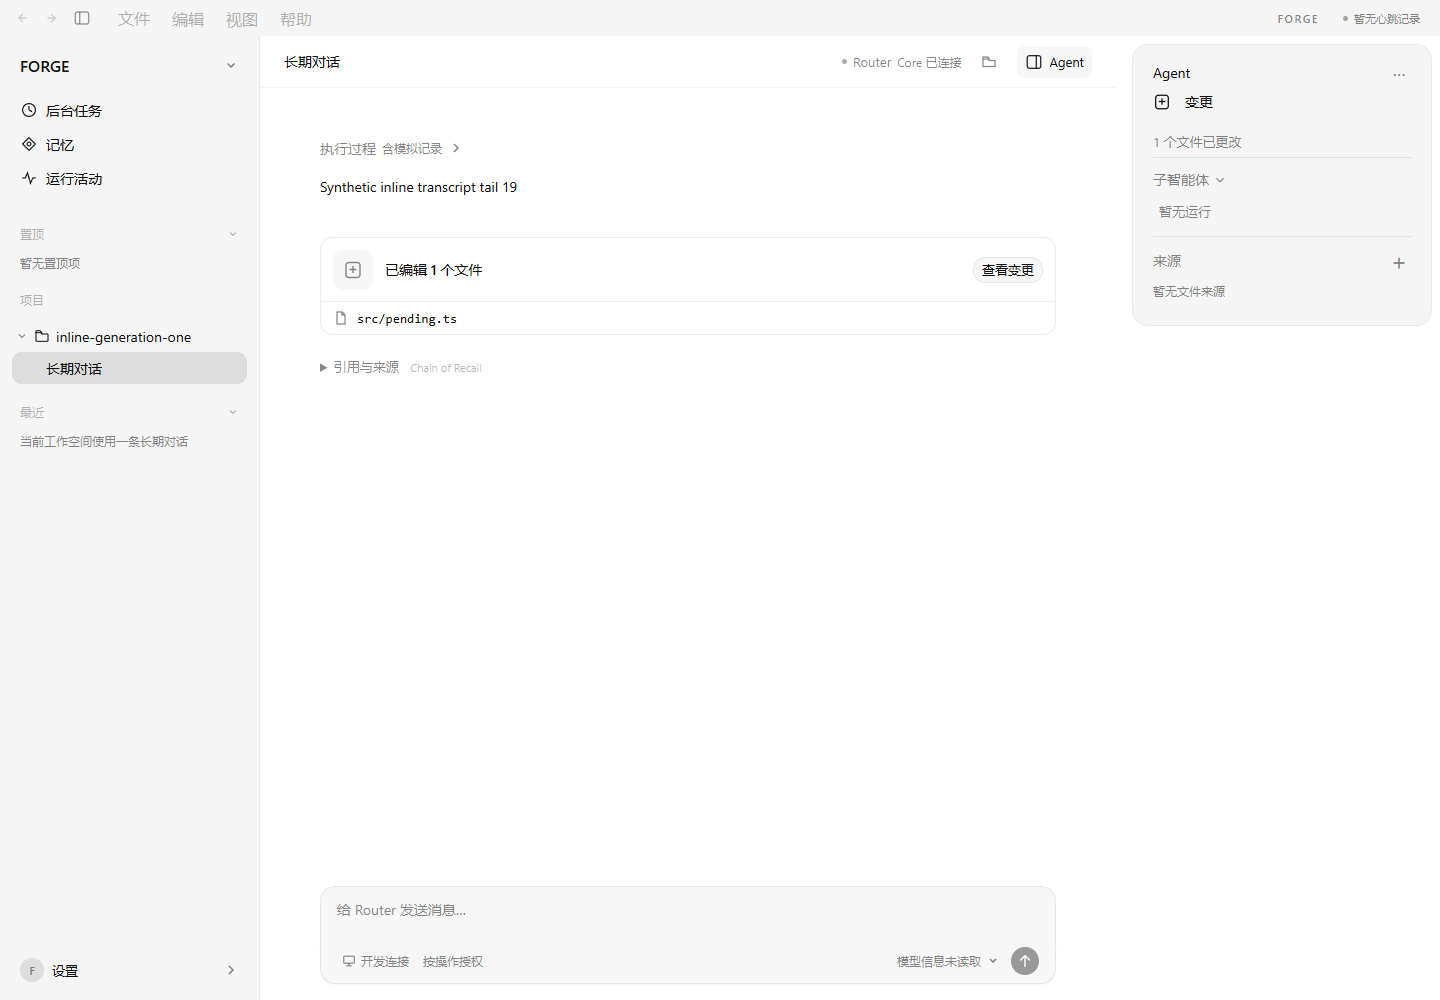 文件 编辑 视图 帮助
FORGE 暂无心跳记录
FORGE
后台任务
记忆
运行活动
置顶
暂无置顶项
项目
inline-generation-one
长期对话
最近
当前工作空间使用一条长期对话
F 设置
长期对话
Router Core 已连接
Agent
执行过程 含模拟记录
Synthetic inline transcript tail 19
已编辑 1 个文件
查看变更
src/pending.ts
引用与来源 Chain of Recall
给 Router 发送消息...
开发连接 按操作授权
模型信息未读取
Agent
变更
1 个文件已更改
子智能体
暂无运行
来源
暂无文件来源